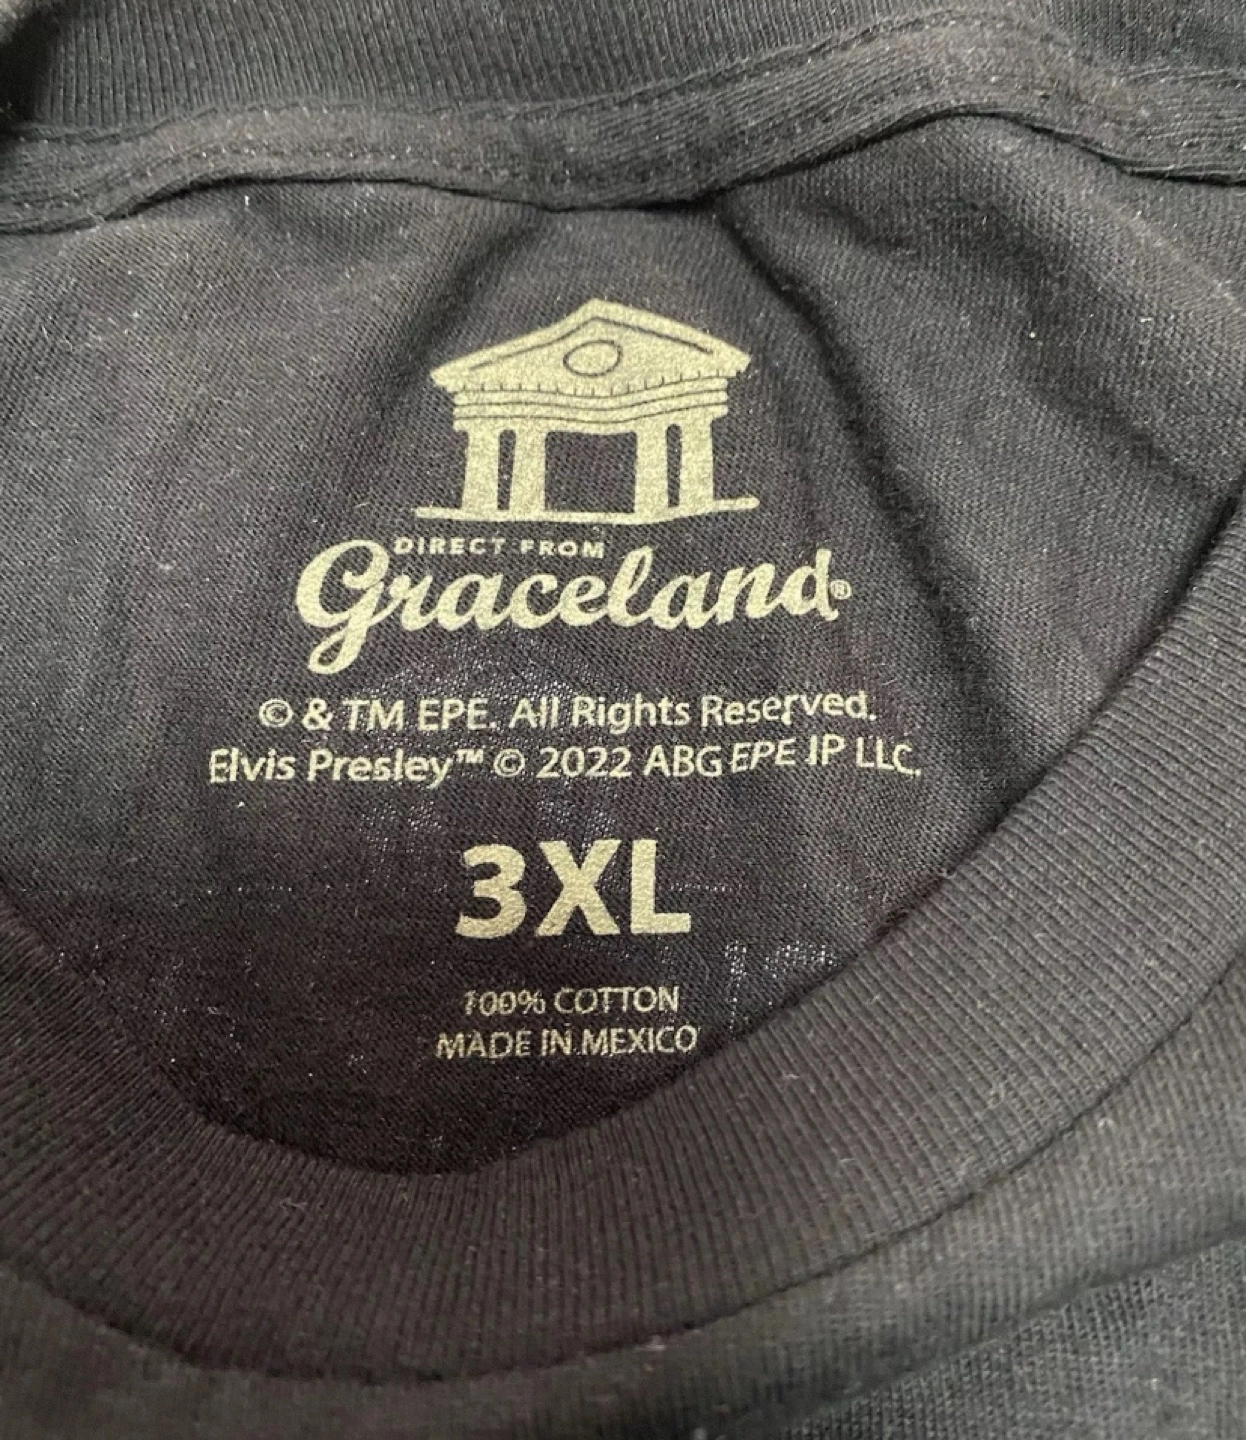 DIRECT FROM
Graceland®
© & TM EPE. All Rights Reserved.
Elvis Presley™ © 2022 ABG EPE IP LLC.
3XL
100% COTTON
MADE IN MEXICO